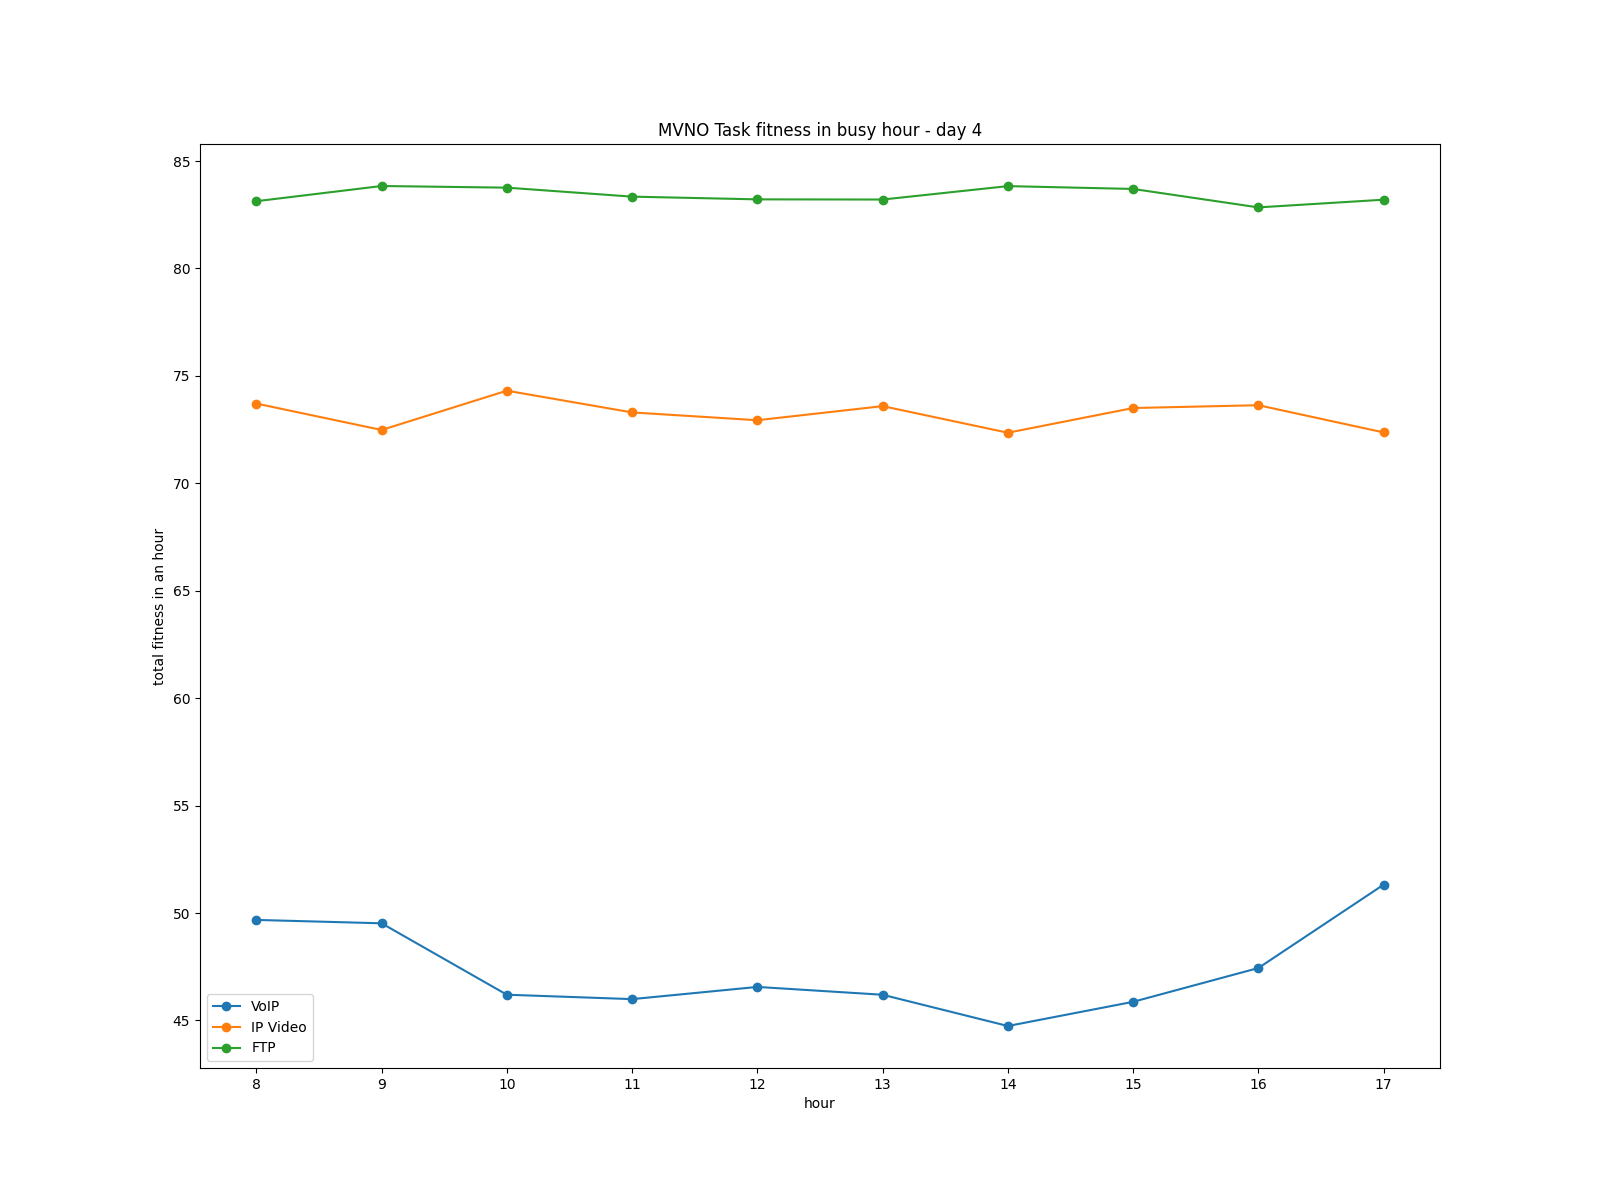 MVNO Task fitness in busy hour - day 4
85
80
75
70
65
60
55
50
45
total fitness in an hour
VoIP
IP Video
FTP
8 9 10 11 12 13 14 15 16 17
hour